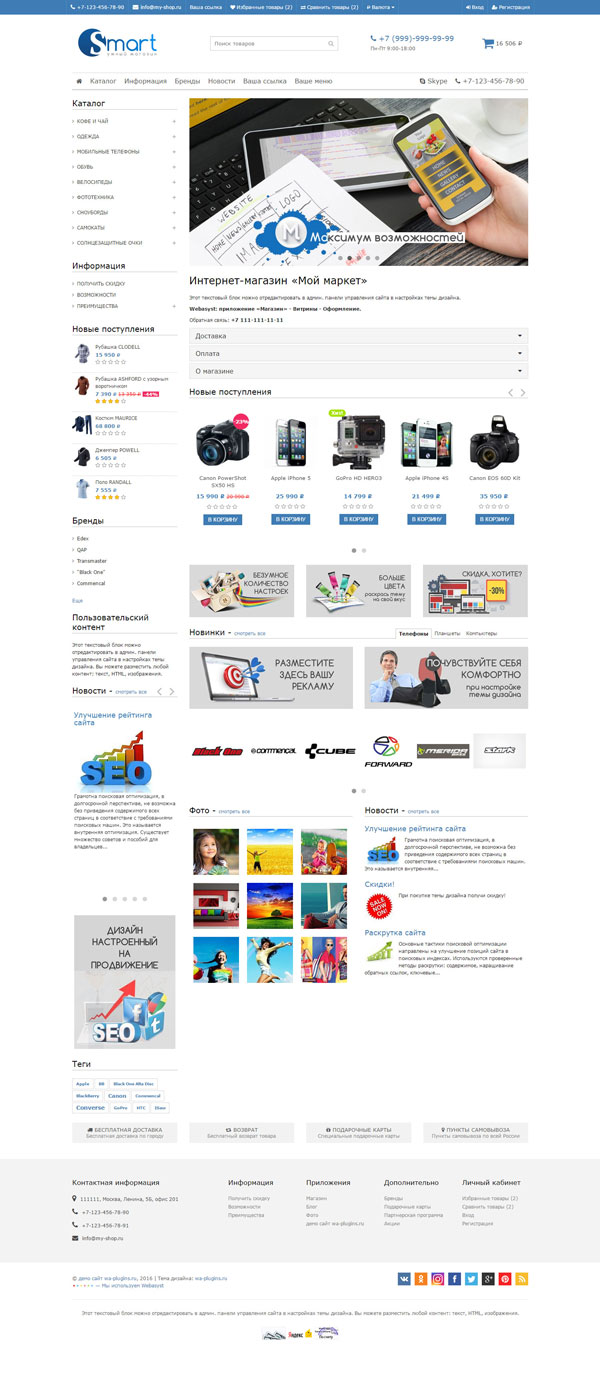 +7-123-456-78-90 info@my-shop.ru Ваша ссылка Избранные товары (2) Сравнить товары (2) ₽ Валюта Вход Регистрация
Smart
умный магазин
Поиск товаров
+7 (999)-999-99-99
Пн-Пт 9:00-18:00
16 506 ₽
Каталог Информация Бренды Новости Ваша ссылка Ваше меню Skype +7-123-456-78-90
Каталог
КОФЕ И ЧАЙ +
ОДЕЖДА +
МОБИЛЬНЫЕ ТЕЛЕФОНЫ +
ОБУВЬ +
ВЕЛОСИПЕДЫ +
ФОТОТЕХНИКА +
СНОУБОРДЫ +
САМОКАТЫ +
СОЛНЦЕЗАЩИТНЫЕ ОЧКИ +
Информация
ПОЛУЧИТЬ СКИДКУ
ВОЗМОЖНОСТИ
ПРЕИМУЩЕСТВА +
Новые поступления
Рубашка CLODELL
15 950 ₽
Рубашка ASHFORD с узорным
воротничком
7 390 ₽ 13 350 ₽ -44%
Костюм MAURICE
68 800 ₽
Джемпер POWELL
6 505 ₽
Поло RANDALL
7 555 ₽
Бренды
Edex
QAP
Transmaster
"Black One"
Commencal
Еще
Пользовательский
контент
Этот текстовый блок можно
отредактировать в админ. панели
управления сайта в настройках темы
дизайна. Вы можете разместить любой
контент: текст, HTML, изображения.
Новости - смотреть все
Улучшение рейтинга
сайта
SEO
Грамотна поисковая оптимизация, в
долгосрочной перспективе, не возможна
без приведения содержимого всех
страниц в соответствие с требованиями
поисковых машин. Это называется
внутренняя оптимизация. Существует
множество советов и пособий для
владельцев...
ДИЗАЙН
НАСТРОЕННЫЙ
НА
ПРОДВИЖЕНИЕ
SEO
Теги
Apple BB Black One Alta Disc
BlackBerry Canon Commencal
Converse GoPro HTC IXus
WEBSITE
LOGO
HOME
NEWS
GALLERY
CONTACT
М Максимум возможностей
Интернет-магазин «Мой маркет»
Этот текстовый блок можно отредактировать в админ. панели управления сайта в настройках темы дизайна.
Webasyst: приложение «Магазин» - Витрины - Оформление.
Обратная связь: +7 111-111-11-11
Доставка
Оплата
О магазине
Новые поступления
-23%
Canon PowerShot
SX50 HS
Apple iPhone 5
GoPro HD HERO3
Apple iPhone 4S
Canon EOS 60D Kit
15 990 ₽ 20 990 ₽ 25 990 ₽ 14 799 ₽ 21 499 ₽ 35 950 ₽
В КОРЗИНУ В КОРЗИНУ В КОРЗИНУ В КОРЗИНУ В КОРЗИНУ
БЕЗУМНОЕ
КОЛИЧЕСТВО
НАСТРОЕК
БОЛЬШЕ
ЦВЕТА
раскрась тему
на свой вкус
СКИДКА, ХОТИТЕ?
-30%
Новинки - смотреть все
Телефоны Планшеты Компьютеры
РАЗМЕСТИТЕ
ЗДЕСЬ ВАШУ
РЕКЛАМУ
ПОЧУВСТВУЙТЕ СЕБЯ
КОМФОРТНО
при настройке
темы дизайна
Black One commencal CUBE FORWARD MERIDA BIKES STARK
Фото - смотреть все
Новости - смотреть все
Улучшение рейтинга сайта
SEO
Грамотна поисковая оптимизация, в
долгосрочной перспективе, не возможна
без приведения содержимого всех страниц
в соответствие с требованиями поисковых машин.
Это называется внутренняя...
Скидки!
SALE NOW ON!
При покупке темы дизайна получи скидку!
Раскрутка сайта
Основные тактики поисковой оптимизации
направлены на улучшение позиций сайта в
поисковых индексах. Используются проверенные
методы раскрутки: содержимое, наращивание
обратных ссылок, ключевые...
БЕСПЛАТНАЯ ДОСТАВКА
Бесплатная доставка по городу
ВОЗВРАТ
Бесплатный возврат товара
ПОДАРОЧНЫЕ КАРТЫ
Специальные подарочные карты
ПУНКТЫ САМОВЫВОЗА
Пункты самовывоза по всей России
Контактная информация
111111, Москва, Ленина, 5Б, офис 201
+7-123-456-78-90
+7-123-456-78-91
info@my-shop.ru
Информация
Получить скидку
Возможности
Преимущества
Приложения
Магазин
Блог
Фото
демо сайт wa-plugins.ru
Дополнительно
Бренды
Подарочные карты
Партнерская программа
Акции
Личный кабинет
Избранные товары (2)
Сравнить товары (2)
Вход
Регистрация
© демо сайт wa-plugins.ru, 2016 | Тема дизайна: wa-plugins.ru
— Мы используем Webasyst
Этот текстовый блок можно отредактировать в админ. панели управления сайта в настройках темы дизайна. Вы можете разместить любой контент: текст, HTML, изображения.
Яндекс